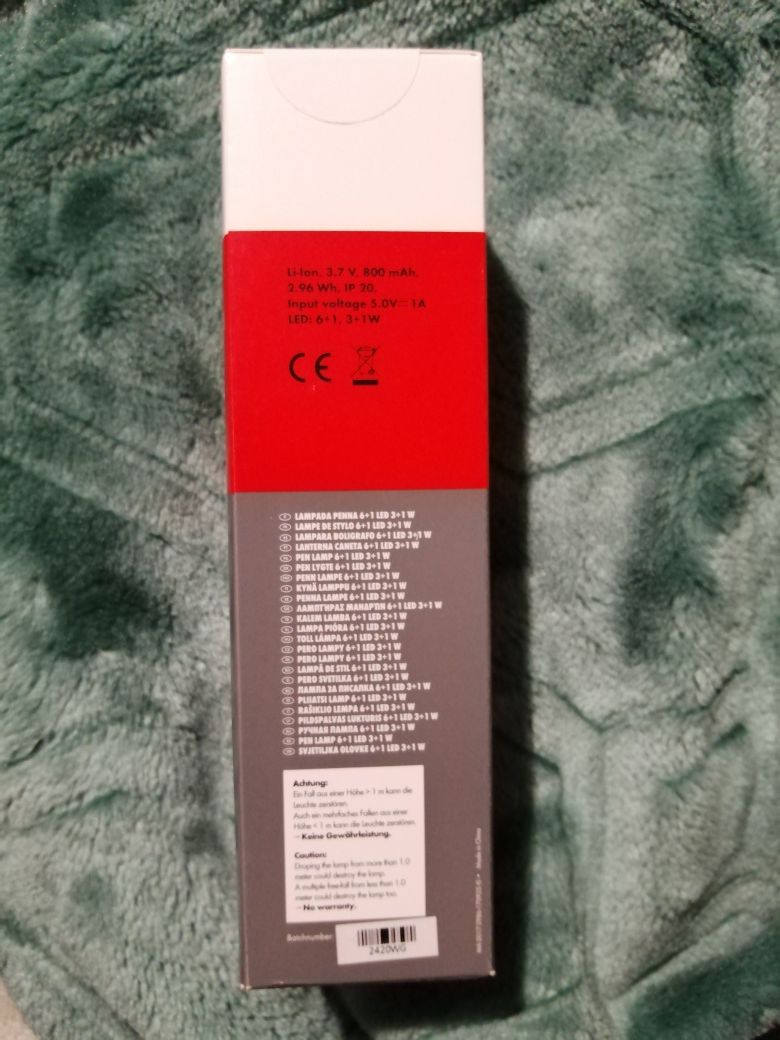 Li-Ion, 3.7 V, 800 mAh,
2.96 Wh, IP 20,
Input voltage 5.0V⎓1A
LED: 6+1, 3+1W
CE
LAMPADA PENNA 6+1 LED 3+1 W
LAMPE DE STYLO 6+1 LED 3+1 W
LAMPARA BOLIGRAFO 6+1 LED 3+1 W
LANTERNA CANETA 6+1 LED 3+1 W
PEN LAMP 6+1 LED 3+1 W
PEN LYGTE 6+1 LED 3+1 W
PENN LAMPE 6+1 LED 3+1 W
KYNÄ LAMPPU 6+1 LED 3+1 W
PENNA LAMPE 6+1 LED 3+1 W
ΛΑΜΠΤΗΡΑΣ ΜΑΝΔΡΊΝ 6+1 LED 3+1 W
KALEM LAMBA 6+1 LED 3+1 W
LAMPA PIÓRA 6+1 LED 3+1 W
TOLL LÁMPA 6+1 LED 3+1 W
PERO LAMPY 6+1 LED 3+1 W
PERO LAMPY 6+1 LED 3+1 W
LAMPĂ DE STIL 6+1 LED 3+1 W
PERO SVETILKA 6+1 LED 3+1 W
ЛАМПА ЗА ПИСАЛКА 6+1 LED 3+1 W
PLIIATSI LAMP 6+1 LED 3+1 W
RAŠIKLIO LEMPA 6+1 LED 3+1 W
PILDSPALVAS LUKTURIS 6+1 LED 3+1 W
РУЧНАЯ ЛАМПА 6+1 LED 3+1 W
PEN LAMP 6+1 LED 3+1 W
SVJETILJKA OLOVKE 6+1 LED 3+1 W
Achtung:
Ein Fall aus einer Höhe > 1 m kann die
Leuchte zerstören.
Auch ein mehrfaches Fallen aus einer
Höhe < 1 m kann die Leuchte zerstören.
→ Keine Gewährleistung.
Caution:
Droping the lamp from more than 1.0
meter could destroy the lamp.
A multiple free-fall from less than 1.0
meter could destroy the lamp too.
→ No warranty.
Batchnumber:
2420WG
Made in China